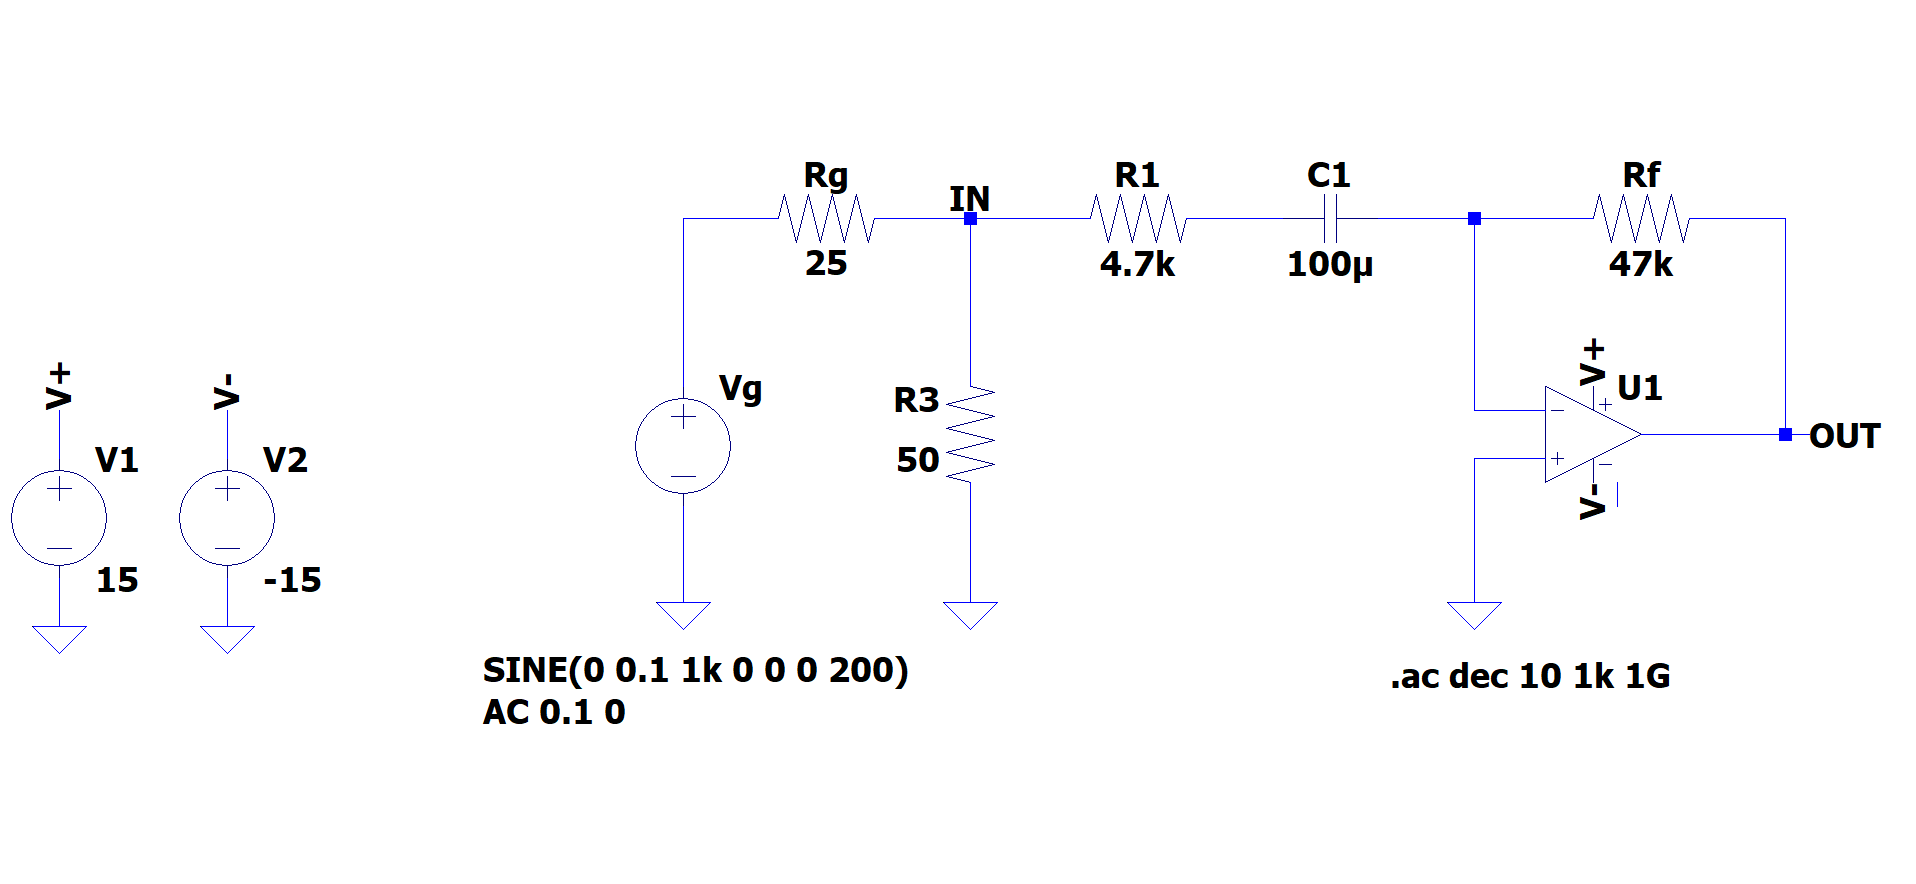 Rg
25
IN
R1
4.7k
C1
100µ
Rf
47k
V+
V1
15
V-
V2
-15
Vg
R3
50
V+
U1
V-
OUT
SINE(0 0.1 1k 0 0 0 200)
AC 0.1 0
.ac dec 10 1k 1G